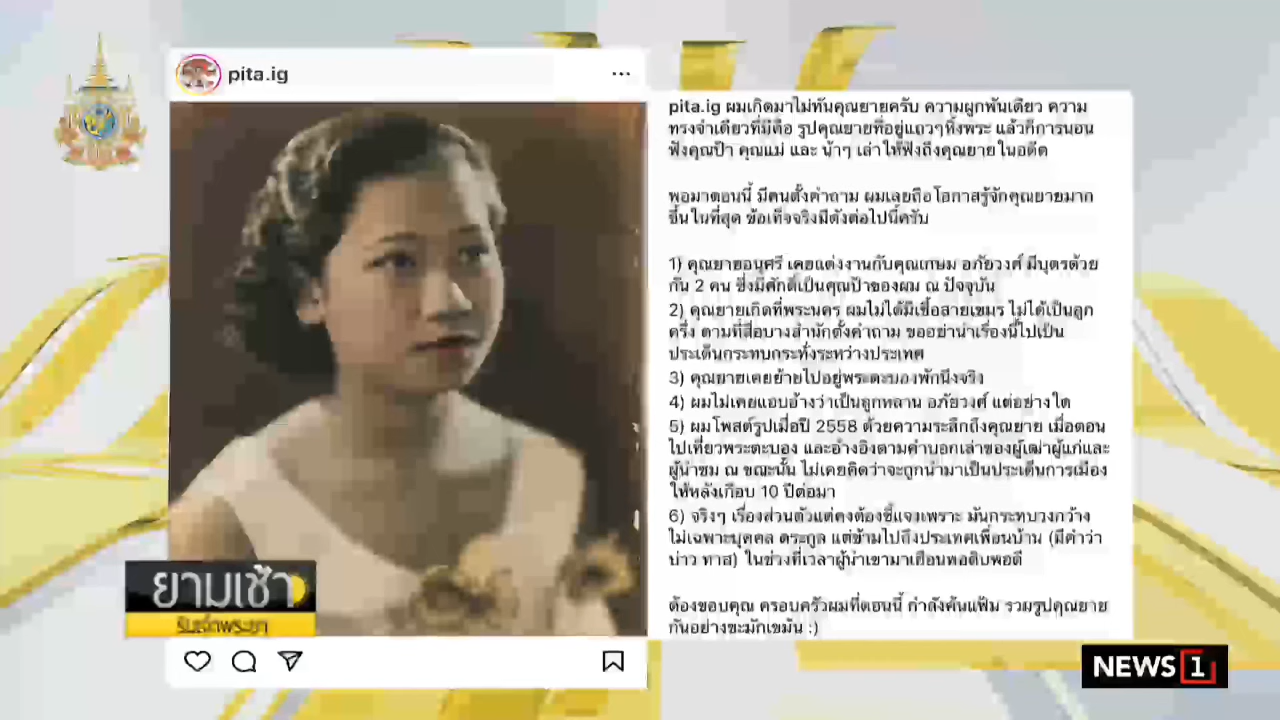 pita.ig
pita.ig ผมเกิดมาไม่ทันคุณยายครับ ความผูกพันเดียว ความ
ทรงจำเดียวที่มีคือ รูปคุณยายที่อยู่แถวๆหิ้งพระ แล้วก็การนอน
ฟังคุณป้า คุณแม่ และ น้าๆ เล่าให้ฟังถึงคุณยายในอดีต
พอมาตอนนี้ มีคนตั้งคำถาม ผมเลยถือโอกาสรู้จักคุณยายมาก
ขึ้นในที่สุด ข้อเท็จจริงมีดังต่อไปนี้ครับ
1) คุณยายอนุศรี เคยแต่งงานกับคุณเกษม อภัยวงศ์ มีบุตรด้วย
กัน 2 คน ซึ่งมีศักดิ์เป็นคุณป้าของผม ณ ปัจจุบัน
2) คุณยายเกิดที่พระนคร ผมไม่ได้มีเชื้อสายเขมร ไม่ได้เป็นลูก
ครึ่ง ตามที่สื่อบางสำนักตั้งคำถาม ขออย่านำเรื่องนี้ไปเป็น
ประเด็นกระทบกระทั่งระหว่างประเทศ
3) คุณยายเคยย้ายไปอยู่พระตะบองพักนึงจริง
4) ผมไม่เคยแอบอ้างว่าเป็นลูกหลาน อภัยวงศ์ แต่อย่างใด
5) ผมโพสต์รูปเมื่อปี 2558 ด้วยความระลึกถึงคุณยาย เมื่อตอน
ไปเที่ยวพระตะบอง และอ้างอิงตามคำบอกเล่าของผู้เฒ่าผู้แก่และ
ผู้นำชม ณ ขณะนั้น ไม่เคยคิดว่าจะถูกนำมาเป็นประเด็นการเมือง
ให้หลังเกือบ 10 ปีต่อมา
6) จริงๆ เรื่องส่วนตัวแต่คงต้องชี้แจงเพราะ มันกระทบวงกว้าง
ไม่เฉพาะบุคคล ตระกูล แต่ข้ามไปถึงประเทศเพื่อนบ้าน (มีคำว่า
บ่าว ทาส) ในช่วงที่เวลาผู้นำเขามาเยือนพอดิบพอดี
ต้องขอบคุณ ครอบครัวผมที่ตอนนี้ กำลังค้นแฟ้ม รวมรูปคุณยาย
กันอย่างขะมักเขม้น :)
ยามเช้า
ริมเจ้าพระยา
NEWS 1